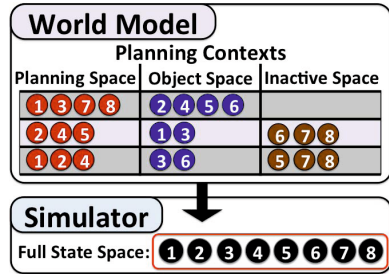 World Model
Planning Contexts
Planning Space Object Space Inactive Space
1 3 7 8 2 4 5 6
2 4 5 1 3 6 7 8
1 2 4 3 6 5 7 8
Simulator
Full State Space: 1 2 3 4 5 6 7 8